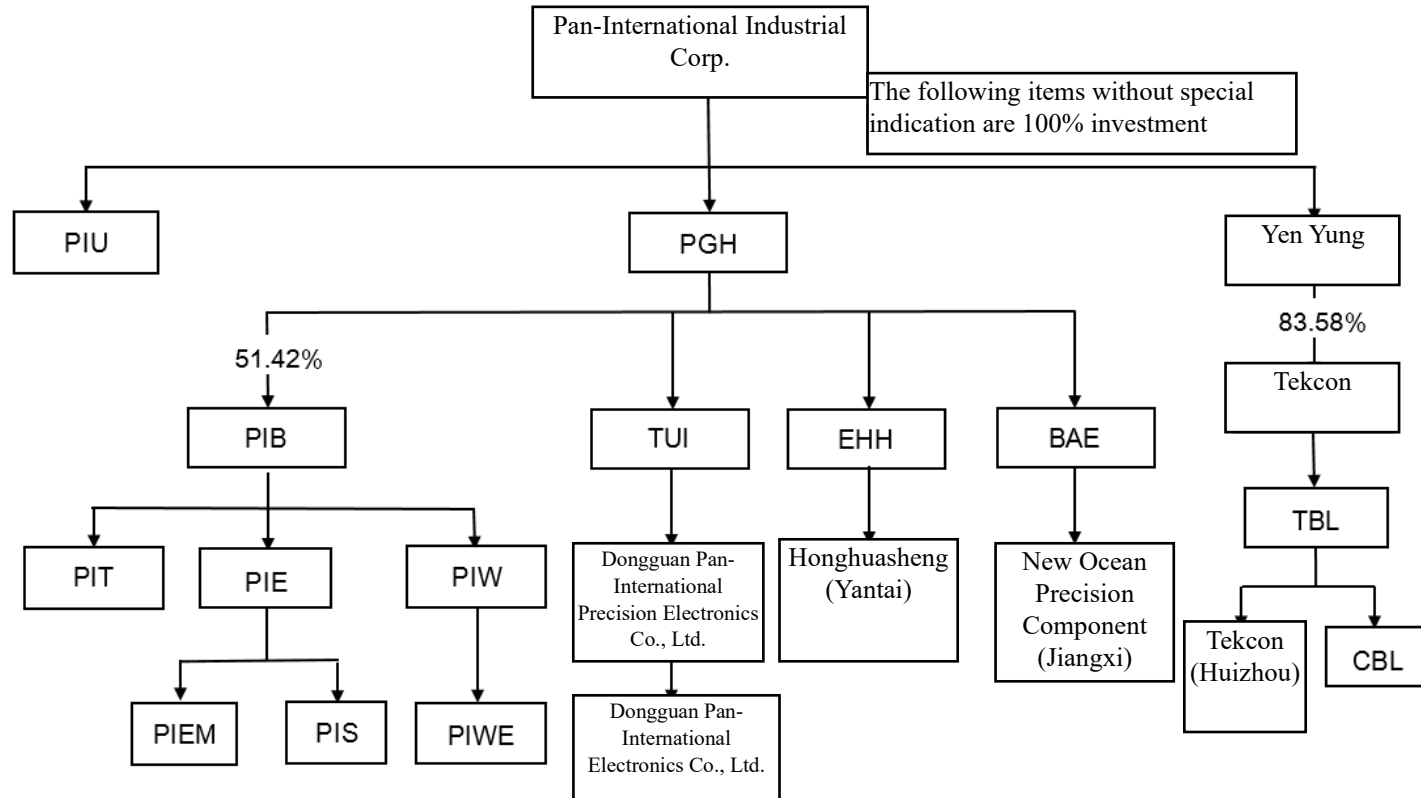 Pan-International Industrial
Corp.
The following items without special
indication are 100% investment
PIU
PGH
Yen Yung
83.58%
51.42%
Tekcon
PIB
TUI
EHH
BAE
TBL
PIT
PIE
PIW
Dongguan Pan-
International
Precision Electronics
Co., Ltd.
Honghuasheng
(Yantai)
New Ocean
Precision
Component
(Jiangxi)
Tekcon
(Huizhou)
CBL
PIEM
PIS
PIWE
Dongguan Pan-
International
Electronics Co., Ltd.